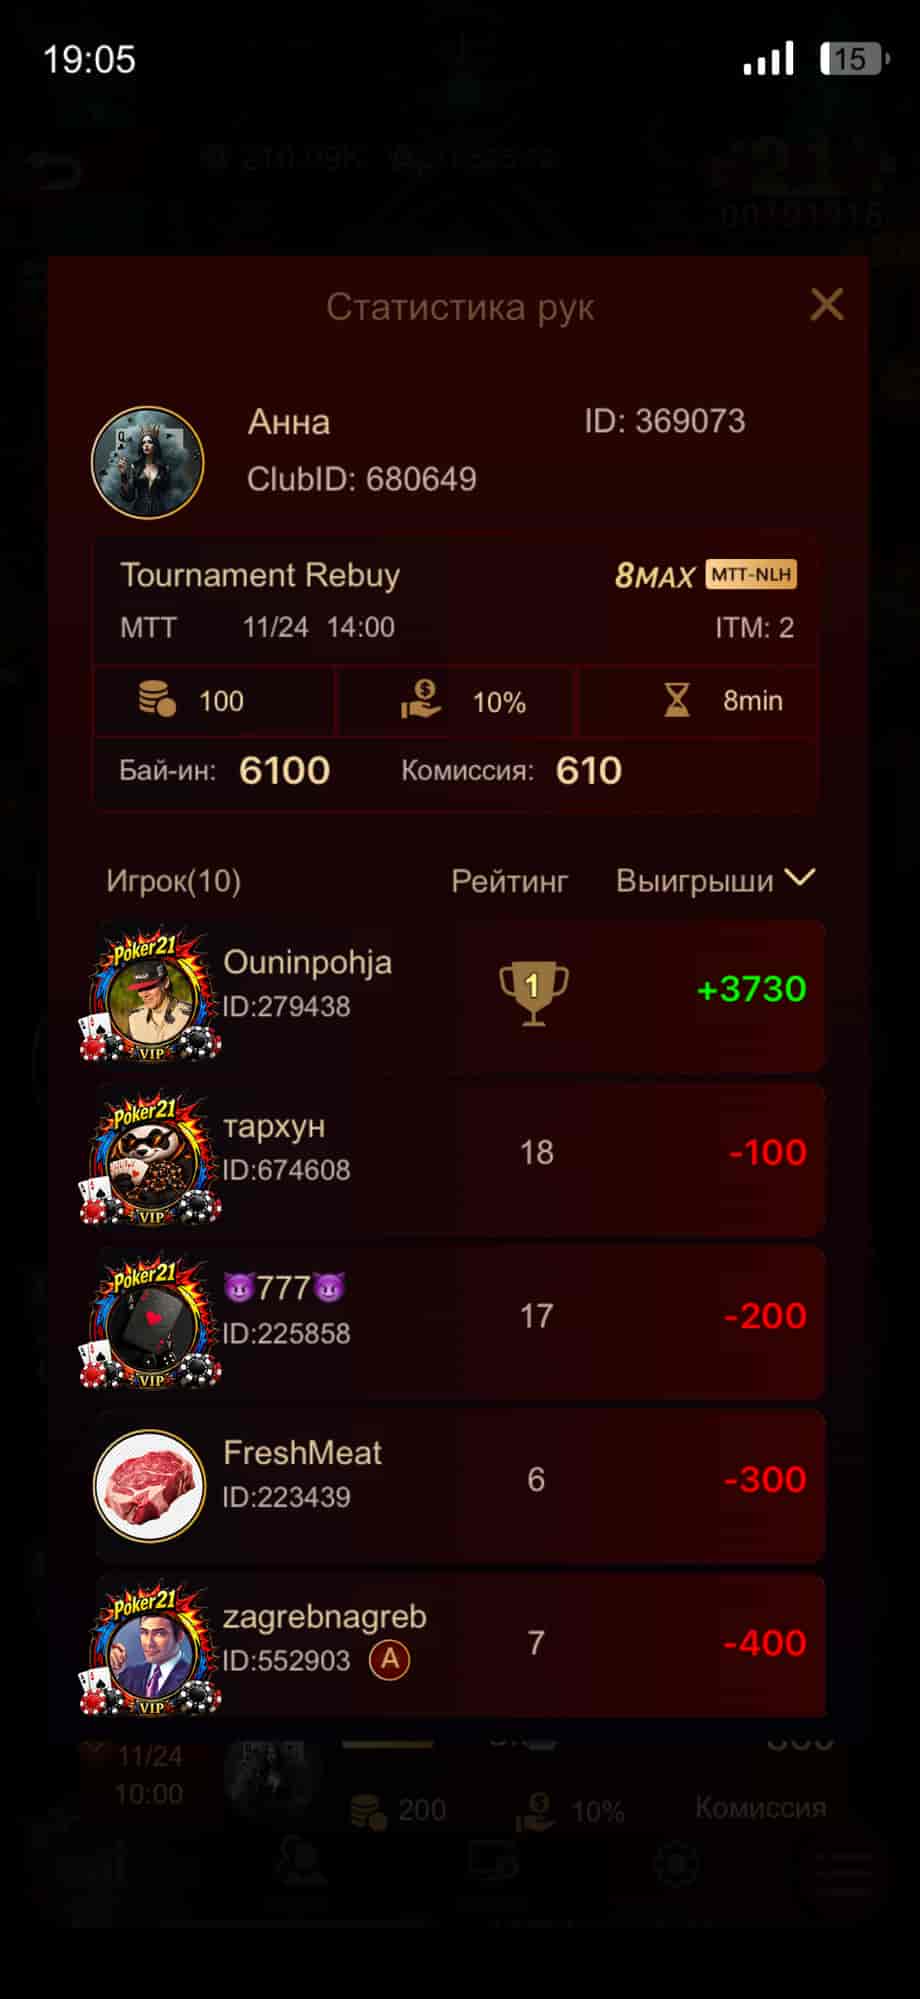 19:05
15
Статистика рук
Анна
ID: 369073
ClubID: 680649
Tournament Rebuy
8MAX
MTT-NLH
MTT
11/24 14:00
ITM: 2
100
10%
8min
Бай-ин: 6100
Комиссия: 610
Игрок(10)
Рейтинг
Выигрыши
Poker21
VIP
Ouninpohja
ID:279438
1
+3730
Poker21
VIP
тархун
ID:674608
18
-100
Poker21
VIP
😈777😈
ID:225858
17
-200
FreshMeat
ID:223439
6
-300
Poker21
VIP
zagrebnagreb
ID:552903
A
7
-400
11/24
10:00
200
10%
Комиссия